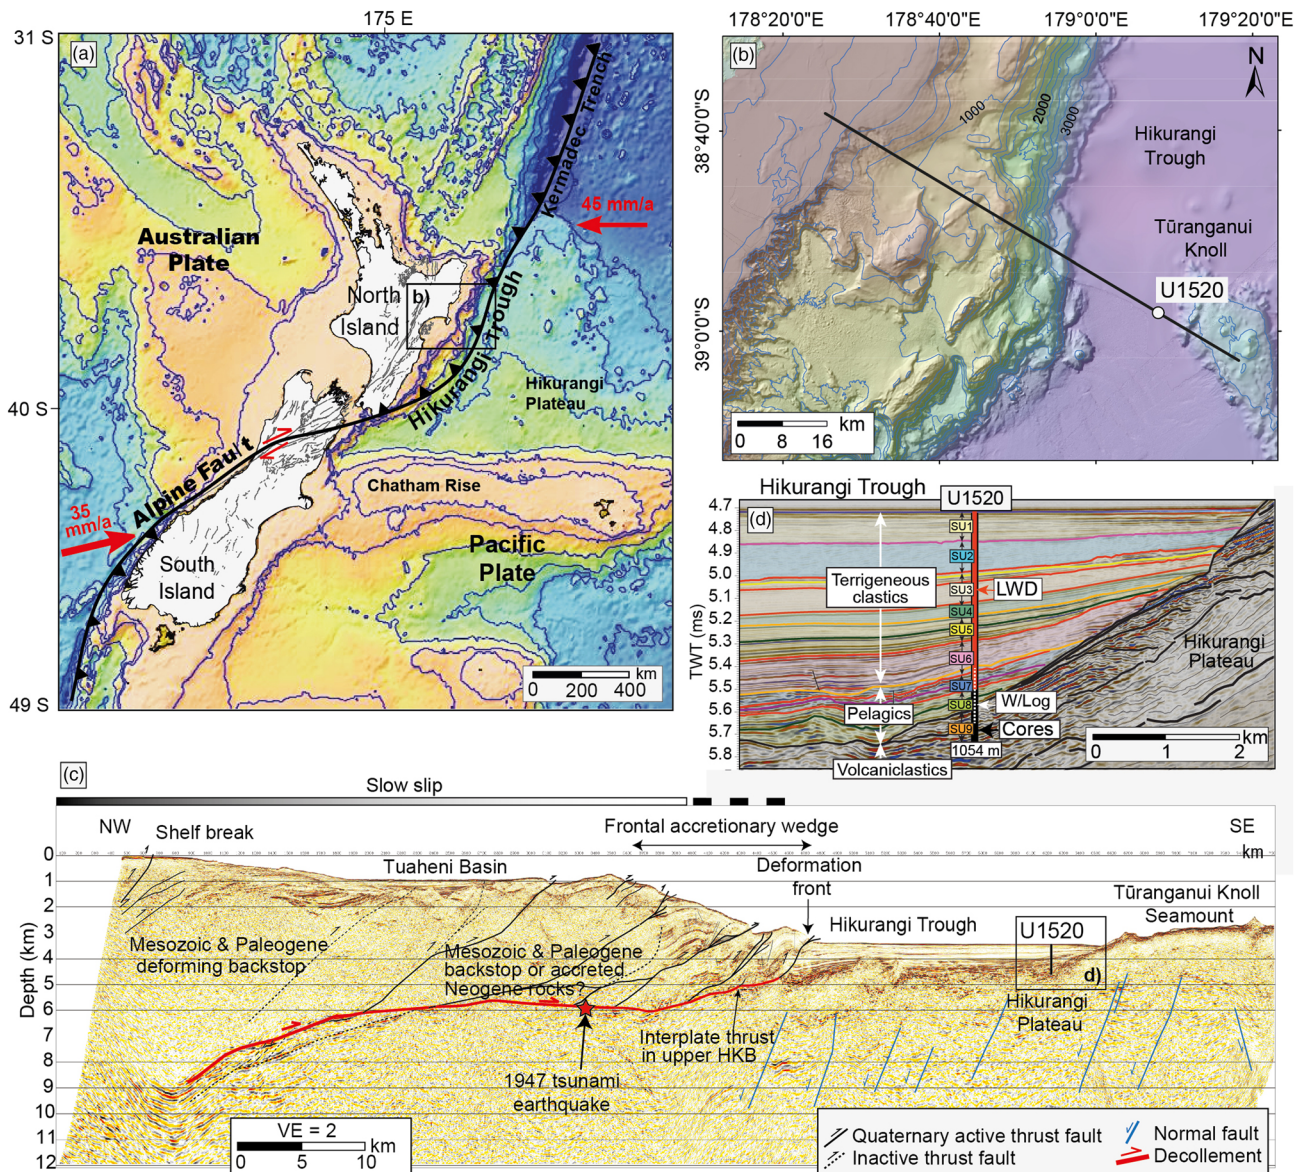 175 E
31 S
(a)
Kermadec Trench
45 mm/a
Australian
Plate
North
Island
b)
Hikurangi Trough
Hikurangi
Plateau
40 S
Alpine Fault
Chatham Rise
35
mm/a
Pacific
Plate
South
Island
km
0 200 400
49 S
178°20'0"E 178°40'0"E 179°0'0"E 179°20'0"E
(b)
N
1000
2000
3000
38°40'0"S
Hikurangi
Trough
Tūranganui
Knoll
U1520
39°00'0"S
km
0 8 16
Hikurangi Trough
U1520
(d)
4.7
4.8
4.9
5.0
5.1
5.2
5.3
5.4
5.5
5.6
5.7
5.8
TWT (ms)
SU1
SU2
SU3
SU4
SU5
SU6
SU7
SU8
SU9
Terrigeneous
clastics
LWD
Hikurangi
Plateau
W/Log
Pelagics
Cores
1054 m
Volcaniclastics
km
0 1 2
(c)
Slow slip
NW
Shelf break
Frontal accretionary wedge
SE
km
Tuaheni Basin
Deformation
front
Hikurangi Trough
Tūranganui Knoll
Seamount
U1520
d)
0
1
2
3
4
5
6
7
8
9
10
11
12
Depth (km)
Mesozoic & Paleogene
deforming backstop
Mesozoic & Paleogene
backstop or accreted
Neogene rocks?
Hikurangi
Plateau
Interplate thrust
in upper HKB
1947 tsunami
earthquake
VE = 2
km
0 5 10
Quaternary active thrust fault
Inactive thrust fault
Normal fault
Decollement